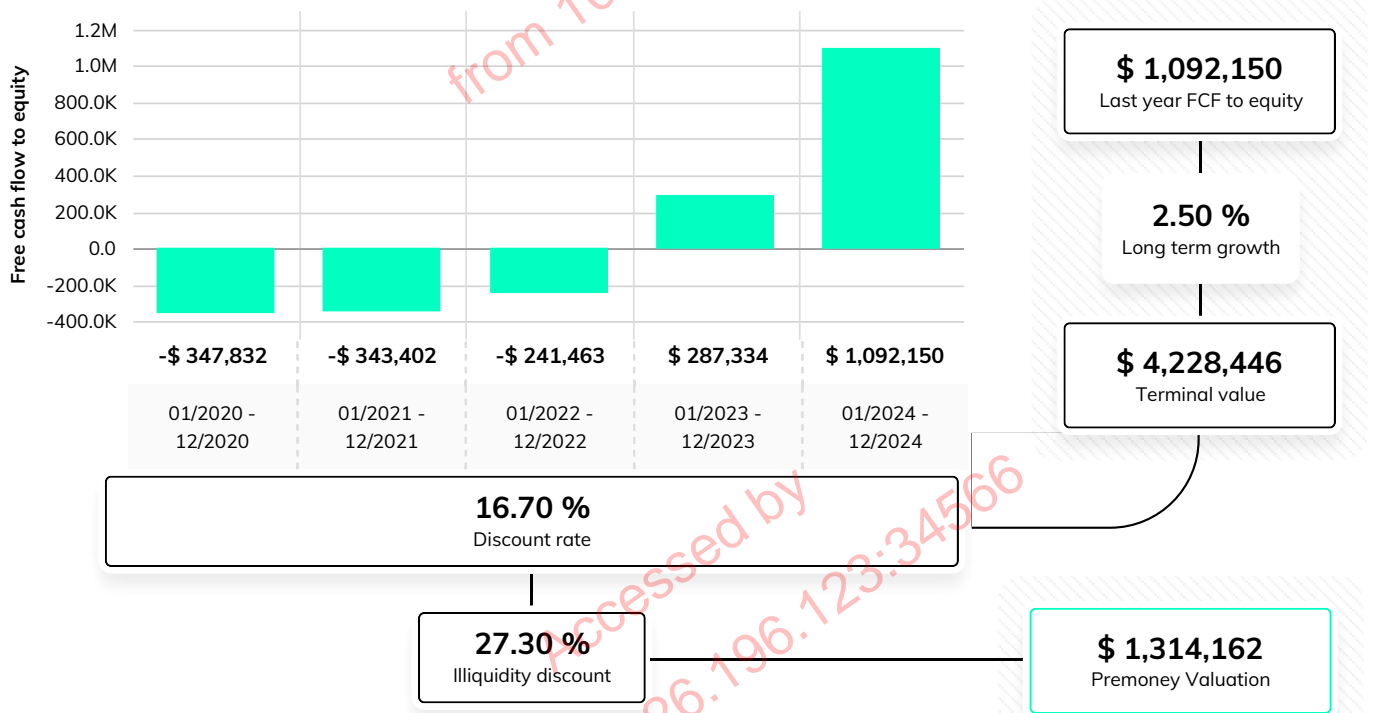 Free cash flow to equity
1.2M
1.0M
800.0K
600.0K
400.0K
200.0K
0.0
-200.0K
-400.0K
-$ 347,832
-$ 343,402
-$ 241,463
$ 287,334
$ 1,092,150
01/2020 -
12/2020
01/2021 -
12/2021
01/2022 -
12/2022
01/2023 -
12/2023
01/2024 -
12/2024
16.70 %
Discount rate
27.30 %
Illiquidity discount
$ 1,092,150
Last year FCF to equity
2.50 %
Long term growth
$ 4,228,446
Terminal value
$ 1,314,162
Premoney Valuation
from
Accessed by
.196.123:34566